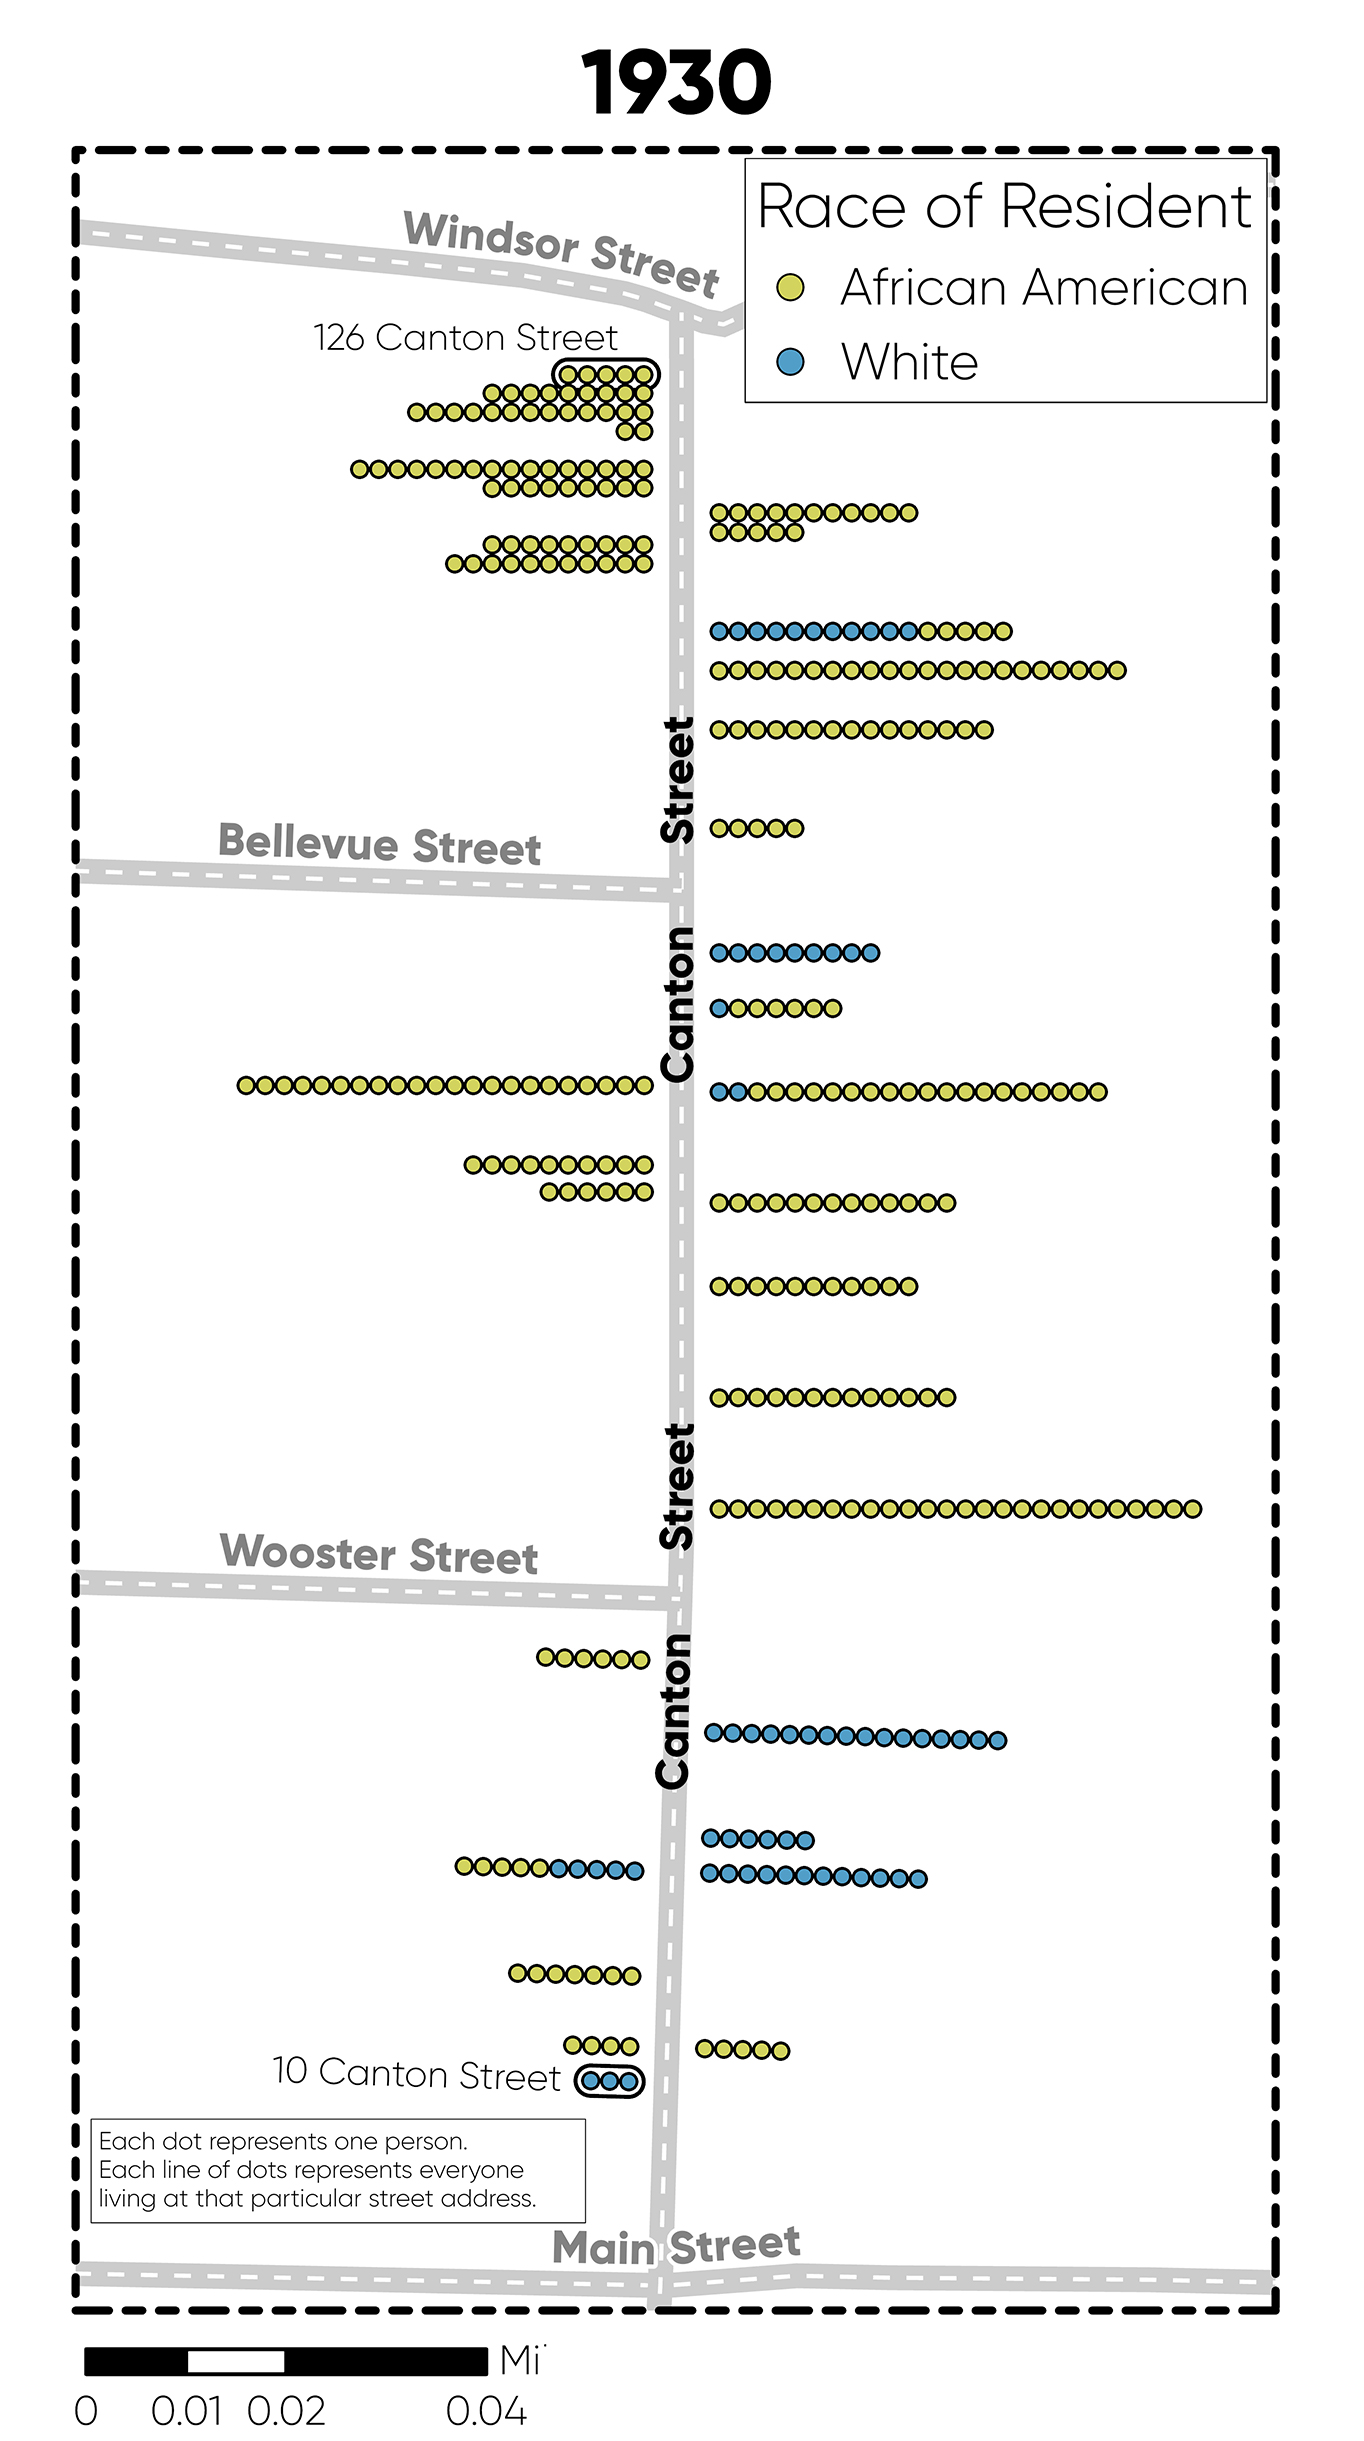 1930
Race of Resident
African American
White
Windsor Street
126 Canton Street
Street
Bellevue Street
Canton
Street
Wooster Street
Canton
10 Canton Street
Each dot represents one person.
Each line of dots represents everyone
living at that particular street address.
Main Street
Mi
0 0.01 0.02 0.04